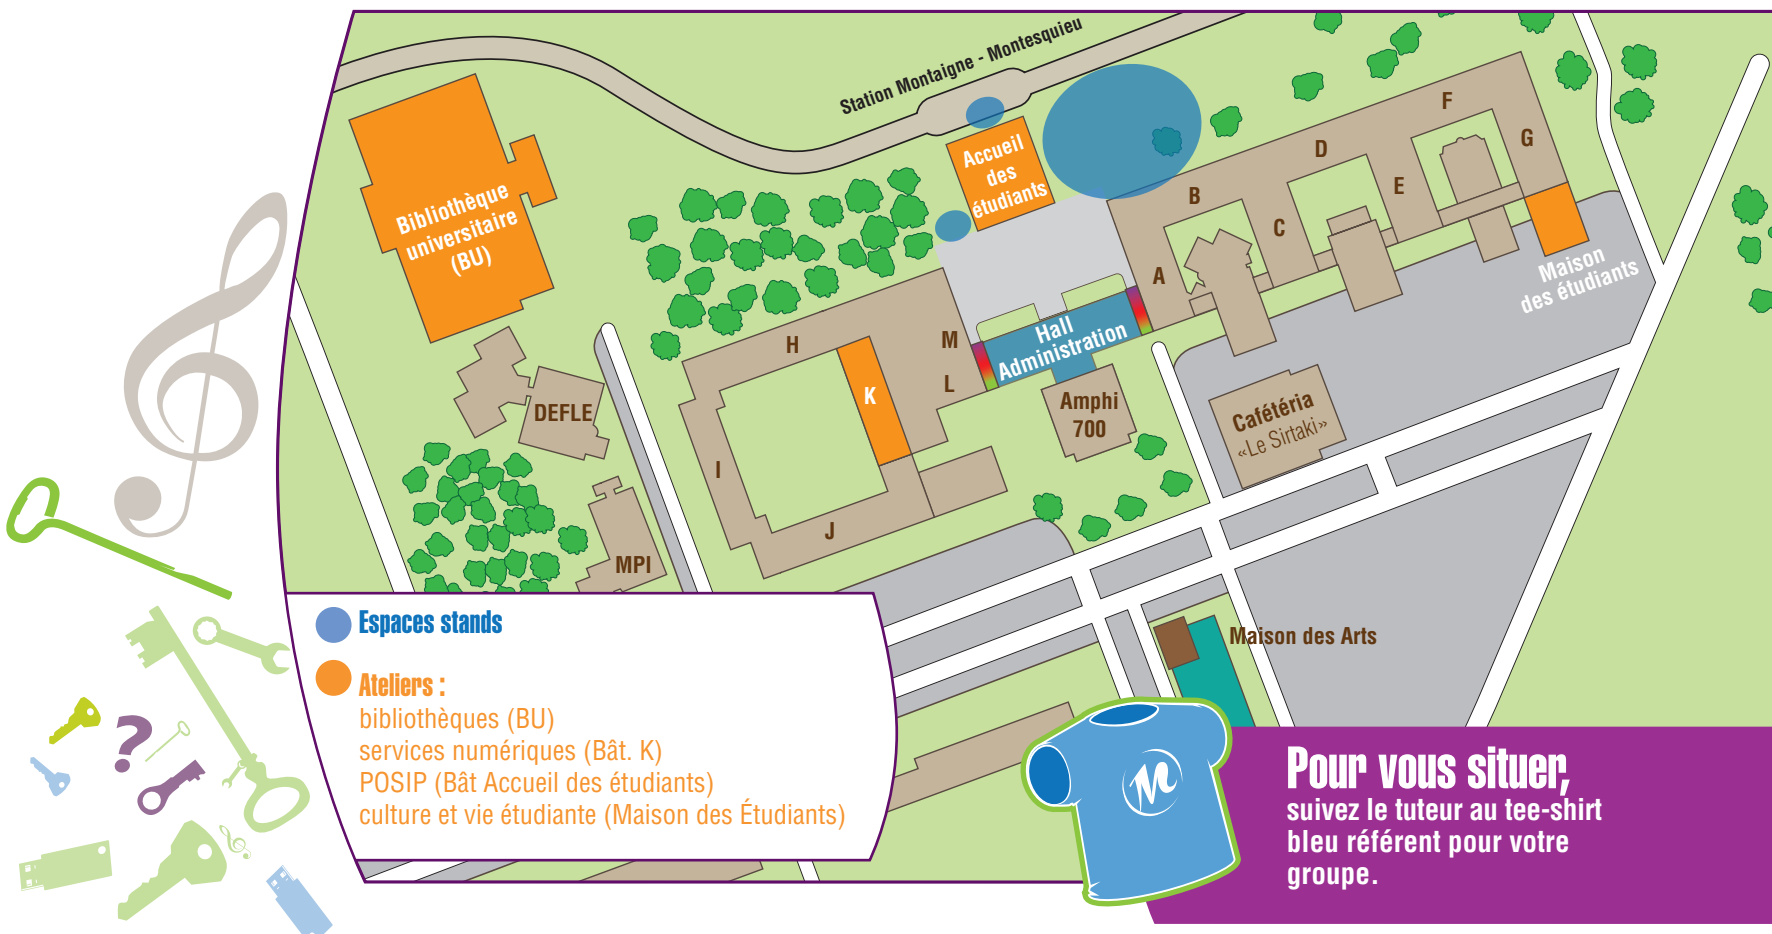 Station Montaigne - Montesquieu
Bibliothèque
universitaire
(BU)
Accueil
des
étudiants
F
G
D
B
E
C
A
Maison
des étudiants
Hall
Administration
H
M
L
K
I
J
DEFLE
MPI
Amphi
700
Cafétéria
«Le Sirtaki»
Maison des Arts
Espaces stands
Ateliers :
bibliothèques (BU)
services numériques (Bât. K)
POSIP (Bât Accueil des étudiants)
culture et vie étudiante (Maison des Étudiants)
?
M
Pour vous situer,
suivez le tuteur au tee-shirt
bleu référent pour votre
groupe.